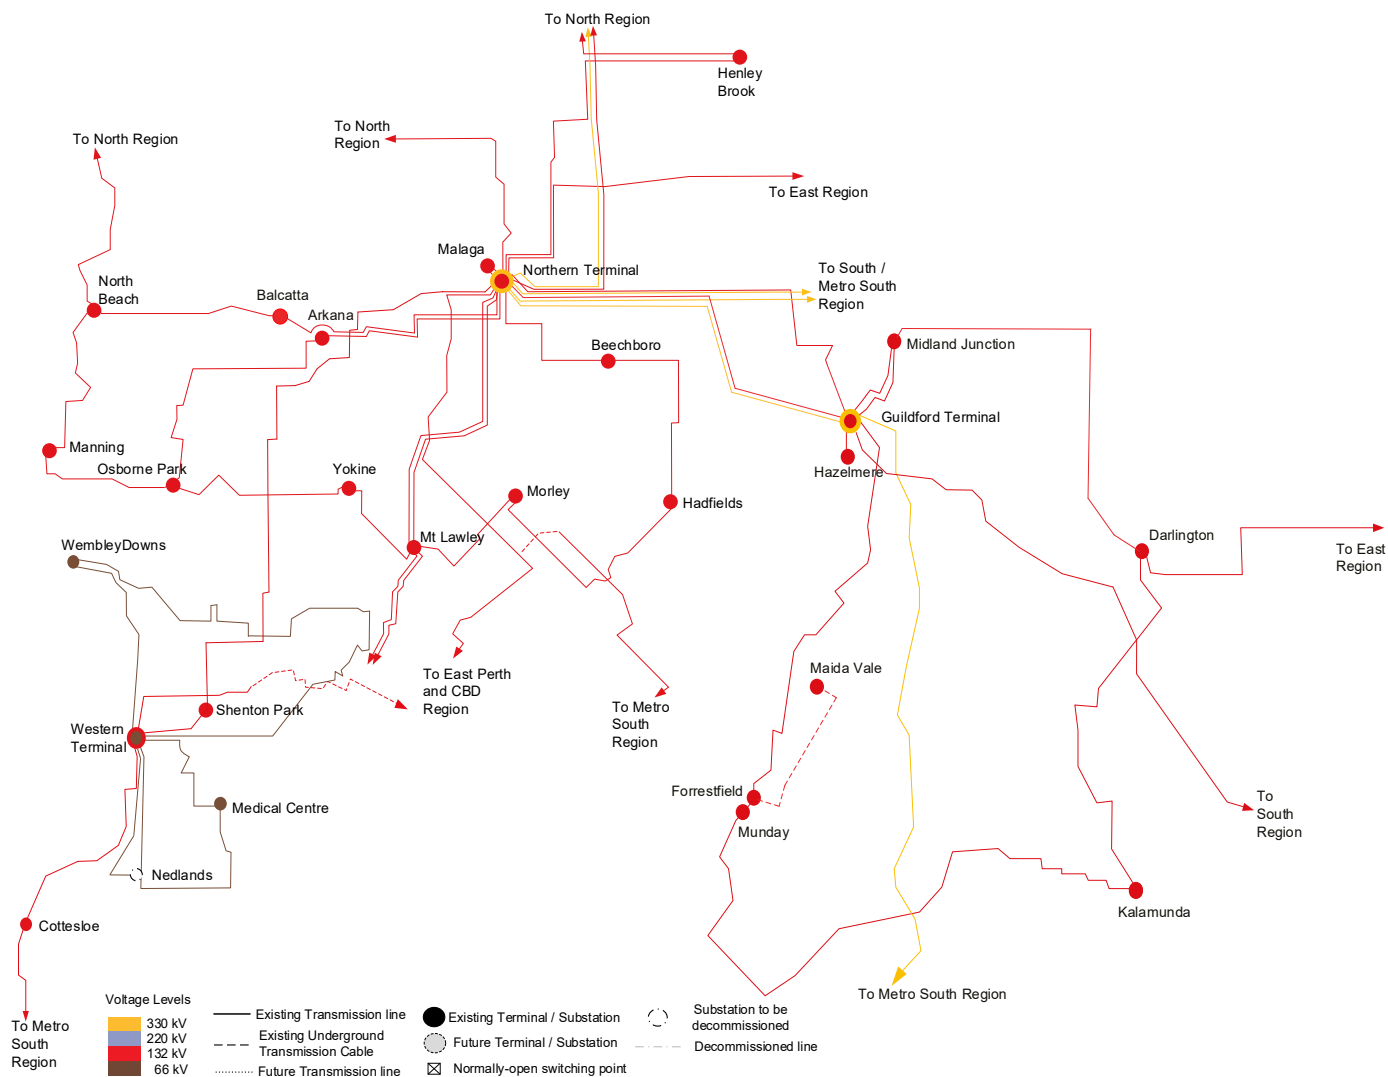 To North Region
Henley
Brook
To North
Region
To North Region
To East Region
Malaga
Northern Terminal
To South /
Metro South
Region
North
Beach
Balcatta
Arkana
Beechboro
Midland Junction
Guildford Terminal
Hazelmere
Manning
Osborne Park
Yokine
Morley
Hadfields
Mt Lawley
WembleyDowns
Darlington
To East
Region
Maida Vale
To East Perth
and CBD
Region
To Metro
South
Region
Shenton Park
Western
Terminal
Forrestfield
Munday
To
South
Region
Medical Centre
Nedlands
Kalamunda
Cottesloe
To Metro South Region
To Metro
South
Region
Voltage Levels
330 kV
220 kV
132 kV
66 kV
Existing Transmission line
Existing Underground
Transmission Cable
Future Transmission line
Existing Terminal / Substation
Future Terminal / Substation
Normally-open switching point
Substation to be
decommissioned
Decommissioned line